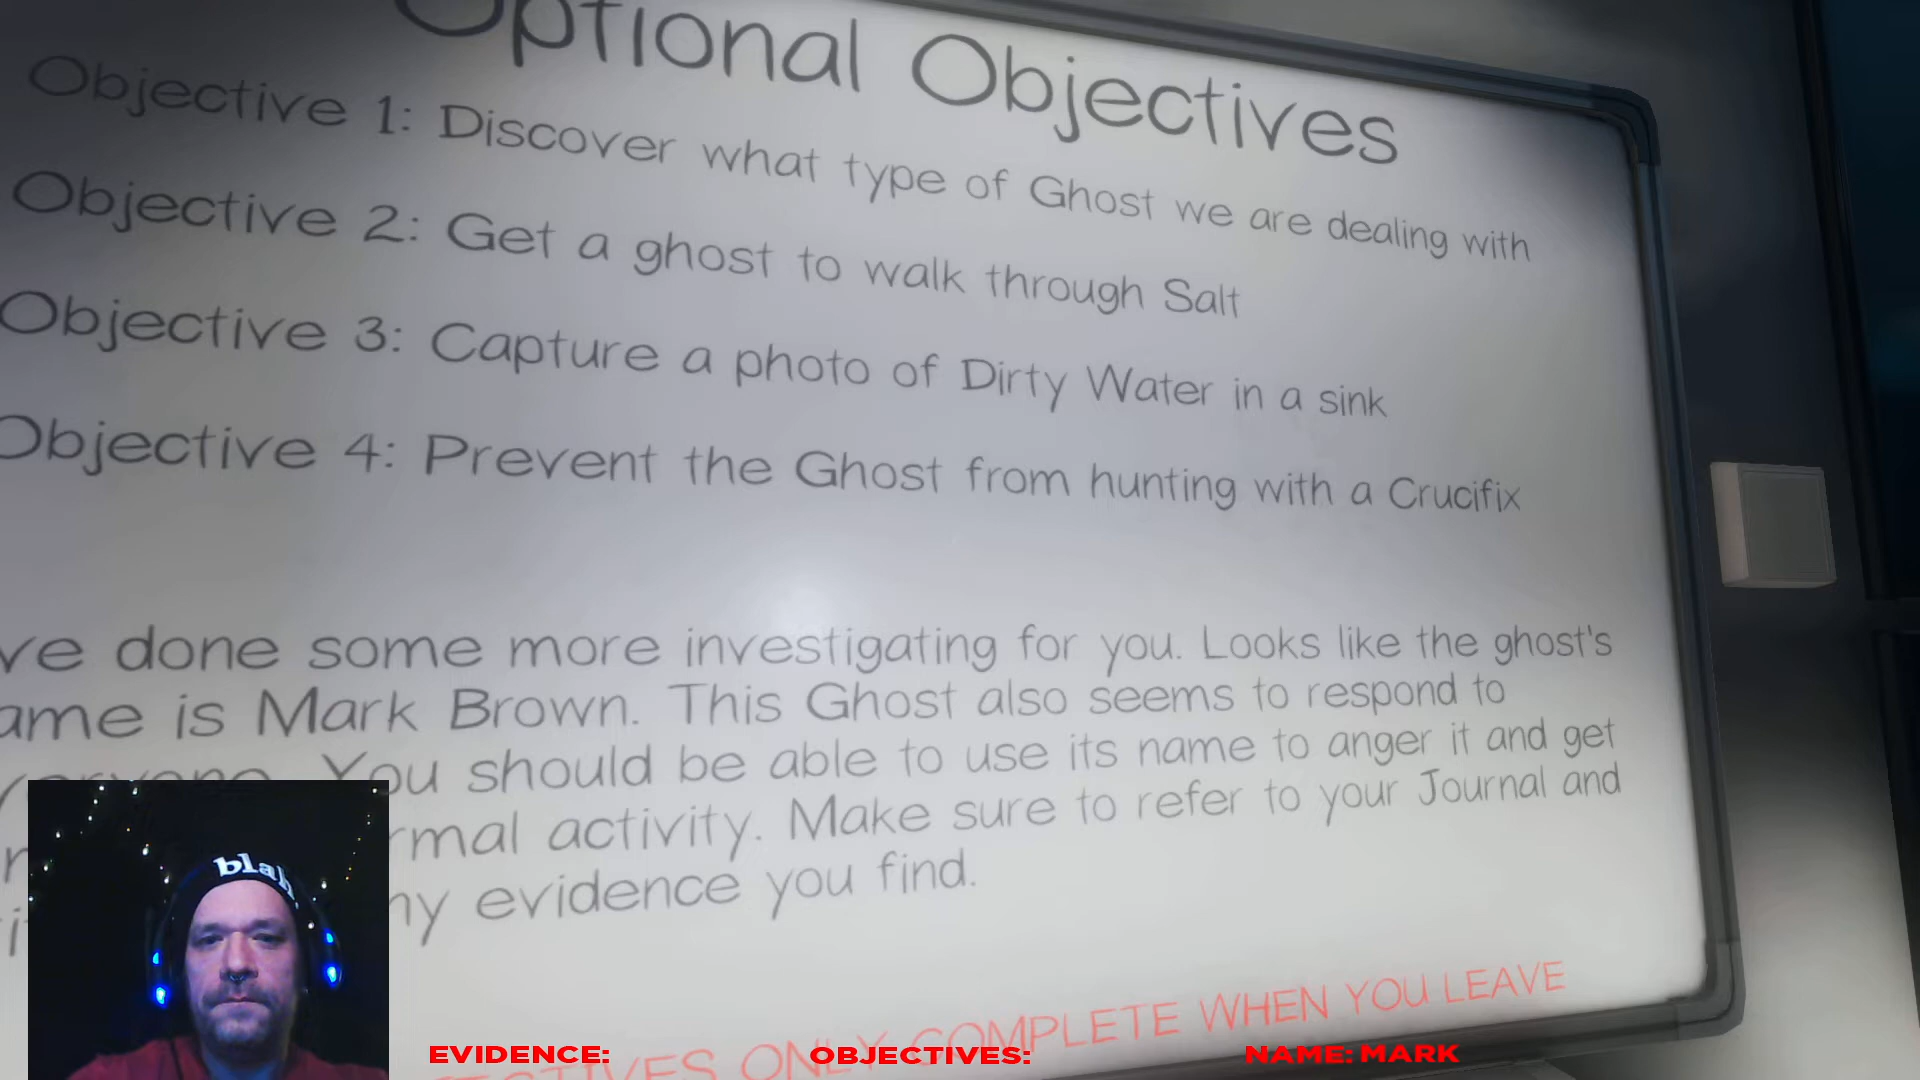 Optional Objectives
Objective 1: Discover what type of Ghost we are dealing with
Objective 2: Get a ghost to walk through Salt
Objective 3: Capture a photo of Dirty Water in a sink
Objective 4: Prevent the Ghost from hunting with a Crucifix
ve done some more investigating for you. Looks like the ghost's
ame is Mark Brown. This Ghost also seems to respond to
You should be able to use its name to anger it and get
rmal activity. Make sure to refer to your Journal and
ny evidence you find.
ONLY COMPLETE WHEN YOU LEAVE
blah
EVIDENCE: OBJECTIVES: NAME: MARK